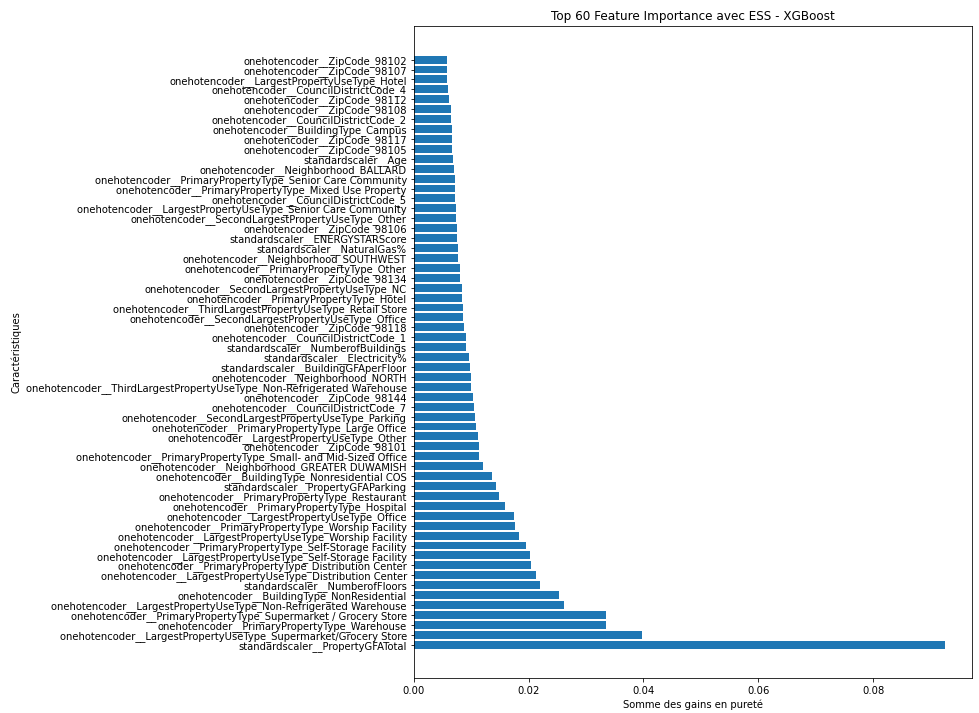 Top 60 Feature Importance avec ESS - XGBoost
onehotencoder__ZipCode_98102
onehotencoder__ZipCode_98107
onehotencoder__LargestPropertyUseType_Hotel
onehotencoder__CouncilDistrictCode_4
onehotencoder__ZipCode_98112
onehotencoder__ZipCode_98108
onehotencoder__CouncilDistrictCode_2
onehotencoder__BuildingType_Campus
onehotencoder__ZipCode_98117
onehotencoder__ZipCode_98105
standardscaler__Age
onehotencoder__Neighborhood_BALLARD
onehotencoder__PrimaryPropertyType_Senior Care Community
onehotencoder__PrimaryPropertyType_Mixed Use Property
onehotencoder__CouncilDistrictCode_5
onehotencoder__LargestPropertyUseType_Senior Care Community
onehotencoder__SecondLargestPropertyUseType_Other
onehotencoder__ZipCode_98106
standardscaler__ENERGYSTARScore
standardscaler__NaturalGas%
onehotencoder__Neighborhood_SOUTHWEST
onehotencoder__PrimaryPropertyType_Other
onehotencoder__ZipCode_98134
onehotencoder__SecondLargestPropertyUseType_NC
onehotencoder__PrimaryPropertyType_Hotel
onehotencoder__ThirdLargestPropertyUseType_Retail Store
onehotencoder__SecondLargestPropertyUseType_Office
onehotencoder__ZipCode_98118
onehotencoder__CouncilDistrictCode_1
standardscaler__NumberofBuildings
standardscaler__Electricity%
standardscaler__BuildingGFAperFloor
onehotencoder__Neighborhood_NORTH
onehotencoder__ThirdLargestPropertyUseType_Non-Refrigerated Warehouse
onehotencoder__ZipCode_98144
onehotencoder__CouncilDistrictCode_7
onehotencoder__SecondLargestPropertyUseType_Parking
onehotencoder__PrimaryPropertyType_Large Office
onehotencoder__LargestPropertyUseType_Other
onehotencoder__ZipCode_98101
onehotencoder__PrimaryPropertyType_Small- and Mid-Sized Office
onehotencoder__Neighborhood_GREATER DUWAMISH
onehotencoder__BuildingType_Nonresidential COS
standardscaler__PropertyGFAParking
onehotencoder__PrimaryPropertyType_Restaurant
onehotencoder__PrimaryPropertyType_Hospital
onehotencoder__LargestPropertyUseType_Office
onehotencoder__PrimaryPropertyType_Worship Facility
onehotencoder__LargestPropertyUseType_Worship Facility
onehotencoder__PrimaryPropertyType_Self-Storage Facility
onehotencoder__LargestPropertyUseType_Self-Storage Facility
onehotencoder__PrimaryPropertyType_Distribution Center
onehotencoder__LargestPropertyUseType_Distribution Center
standardscaler__NumberofFloors
onehotencoder__BuildingType_NonResidential
onehotencoder__LargestPropertyUseType_Non-Refrigerated Warehouse
onehotencoder__PrimaryPropertyType_Supermarket / Grocery Store
onehotencoder__PrimaryPropertyType_Warehouse
onehotencoder__LargestPropertyUseType_Supermarket/Grocery Store
standardscaler__PropertyGFATotal
Caractéristiques
0.00 0.02 0.04 0.06 0.08
Somme des gains en pureté